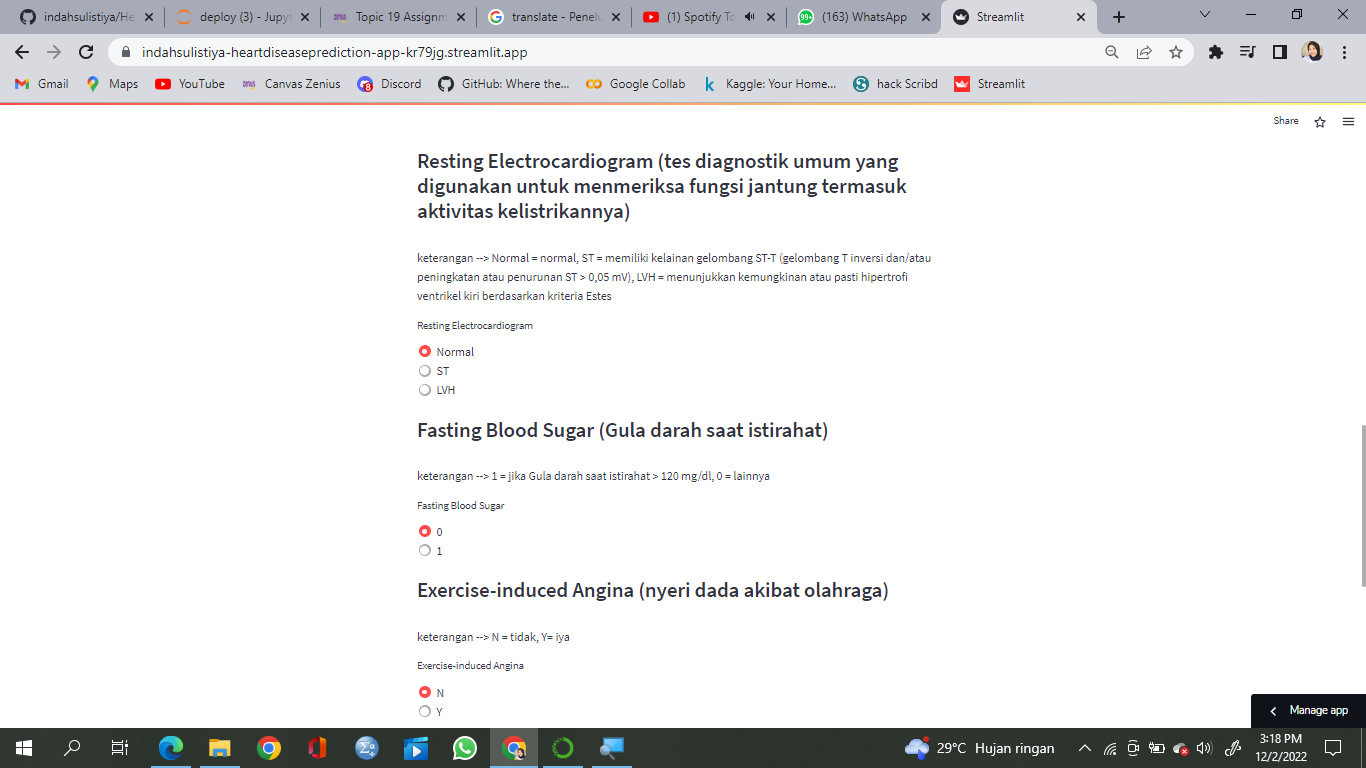 indahsulistiya/He
deploy (3) - Jupyt
Topic 19 Assignm
translate - Penelu
(1) Spotify To
(163) WhatsApp
Streamlit
indahsulistiya-heartdiseaseprediction-app-kr79jg.streamlit.app
Gmail
Maps
YouTube
Canvas Zenius
Discord
GitHub: Where the...
Google Collab
Kaggle: Your Home...
hack Scribd
Streamlit
Share
Resting Electrocardiogram (tes diagnostik umum yang
digunakan untuk menmeriksa fungsi jantung termasuk
aktivitas kelistrikannya)
keterangan --> Normal = normal, ST = memiliki kelainan gelombang ST-T (gelombang T inversi dan/atau
peningkatan atau penurunan ST > 0,05 mV), LVH = menunjukkan kemungkinan atau pasti hipertrofi
ventrikel kiri berdasarkan kriteria Estes
Resting Electrocardiogram
Normal
ST
LVH
Fasting Blood Sugar (Gula darah saat istirahat)
keterangan --> 1 = jika Gula darah saat istirahat > 120 mg/dl, 0 = lainnya
Fasting Blood Sugar
0
1
Exercise-induced Angina (nyeri dada akibat olahraga)
keterangan --> N = tidak, Y= iya
Exercise-induced Angina
N
Y
Manage app
29°C Hujan ringan
3:18 PM
12/2/2022